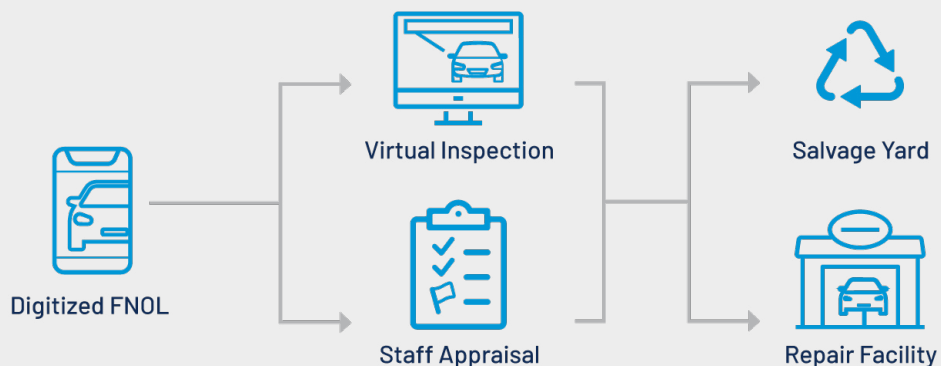 Digitized FNOL
Virtual Inspection
Staff Appraisal
Salvage Yard
Repair Facility